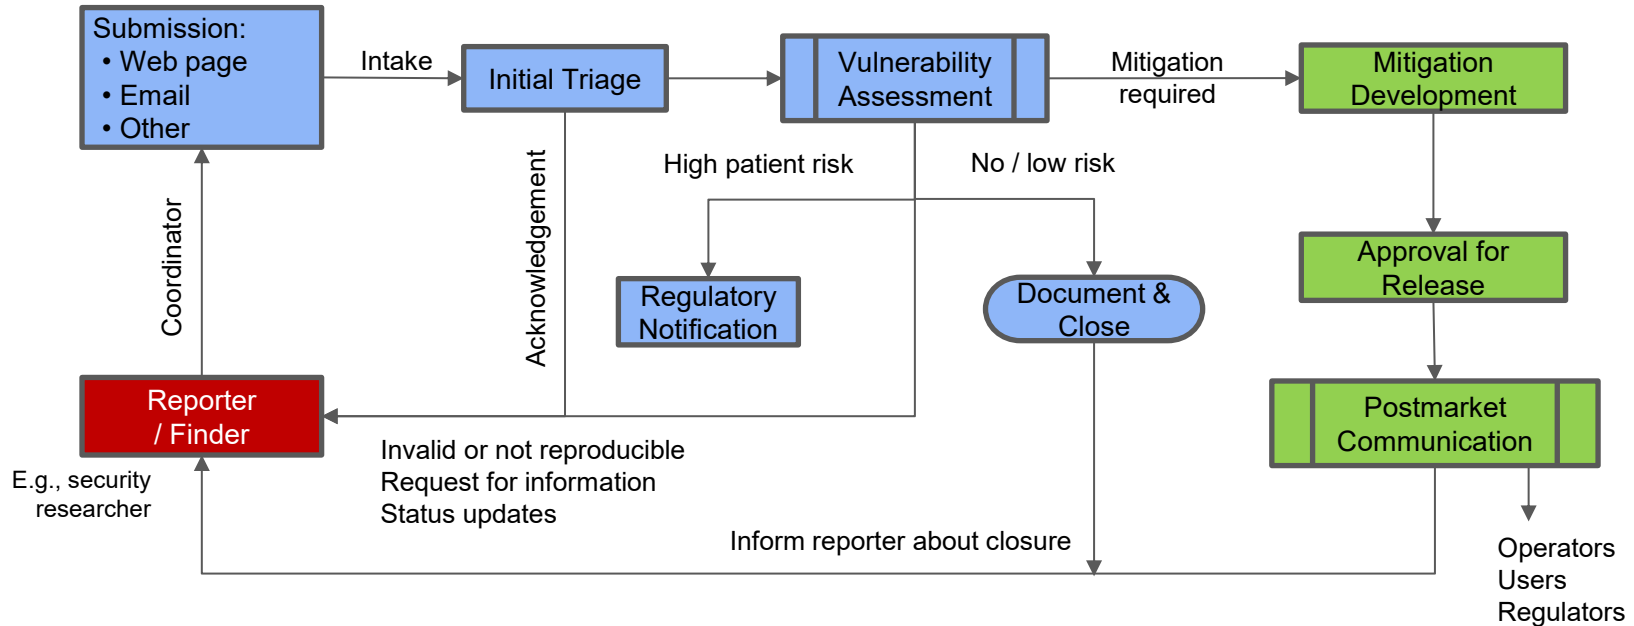 Submission:
• Web page
• Email
• Other
Intake
Initial Triage
Vulnerability
Assessment
Mitigation
required
Mitigation
Development
High patient risk
No / low risk
Coordinator
Acknowledgement
Regulatory
Notification
Document &
Close
Approval for
Release
Reporter
/ Finder
E.g., security
researcher
Invalid or not reproducible
Request for information
Status updates
Postmarket
Communication
Inform reporter about closure
Operators
Users
Regulators